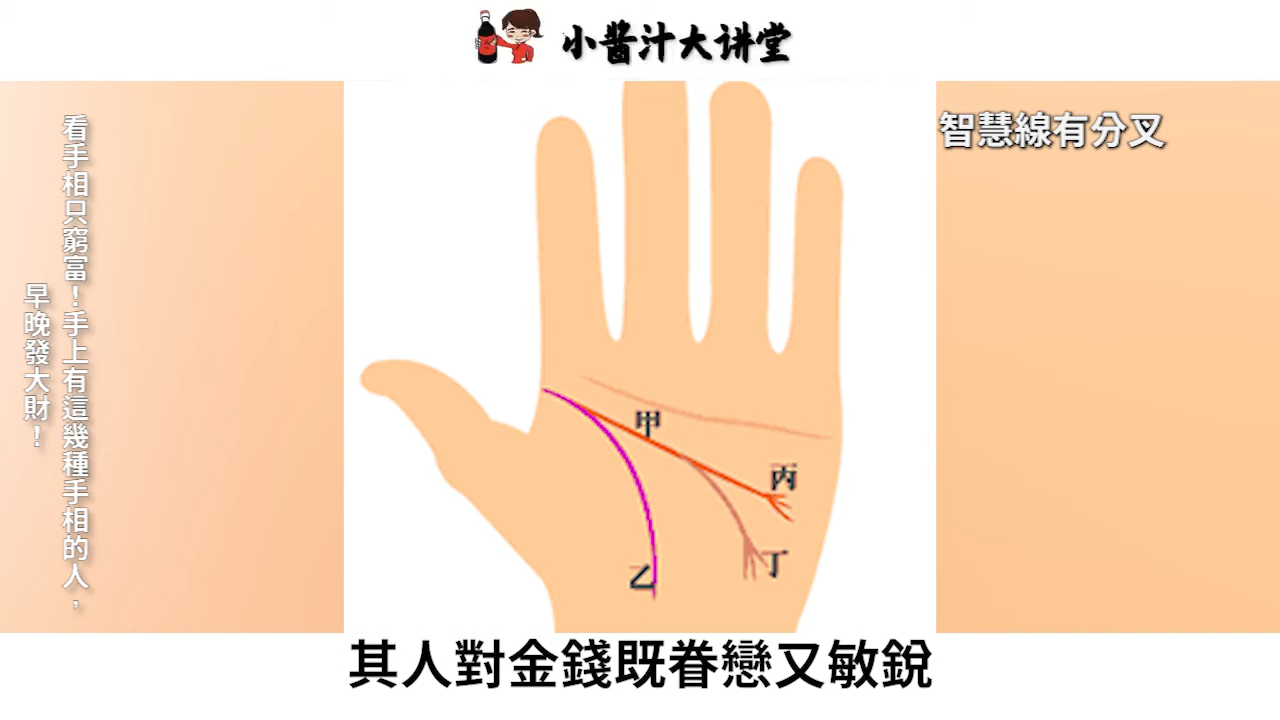 小醬汁大讲堂
智慧線有分叉
看手相只窮富！手上有這幾種手相的人，
早晚發大財！
甲
丙
乙
丁
其人對金錢既眷戀又敏銳